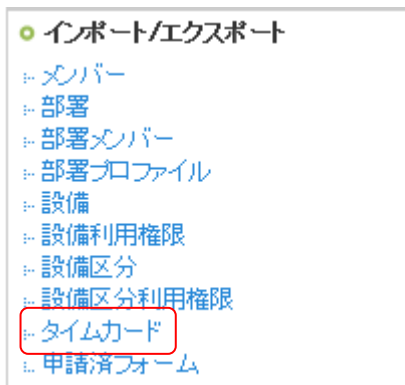 インポート/エクスポート
メンバー
部署
部署メンバー
部署プロファイル
設備
設備利用権限
設備区分
設備区分利用権限
タイムカード
申請済フォーム